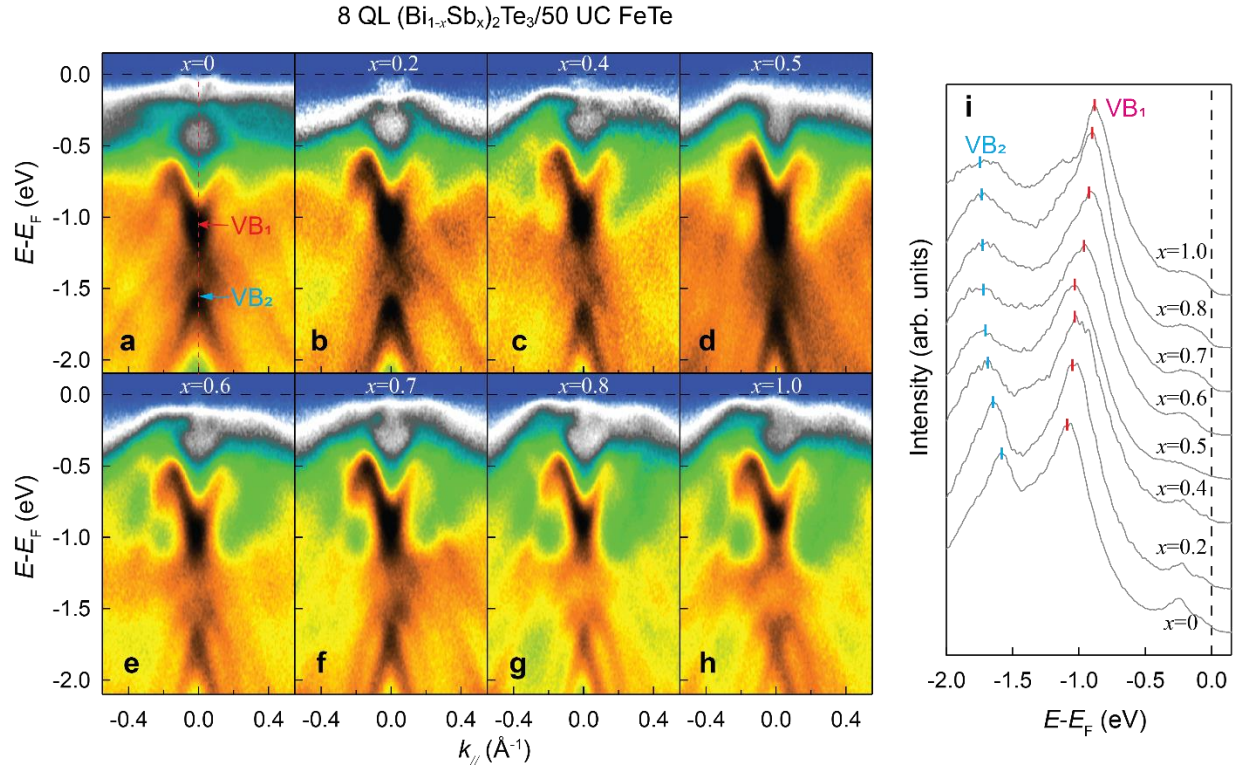 8 QL (Bi1-xSbx)2Te3/50 UC FeTe
x=0
x=0.2
x=0.4
x=0.5
0.0
-0.5
-1.0
-1.5
-2.0
E-EF (eV)
VB1
VB2
a
b
c
d
x=0.6
x=0.7
x=0.8
x=1.0
0.0
-0.5
-1.0
-1.5
-2.0
E-EF (eV)
e
f
g
h
-0.4 0.0 0.4
-0.4 0.0 0.4
-0.4 0.0 0.4
-0.4 0.0 0.4
k// (Å-1)
i
VB1
VB2
Intensity (arb. units)
x=1.0
x=0.8
x=0.7
x=0.6
x=0.5
x=0.4
x=0.2
x=0
-2.0 -1.5 -1.0 -0.5 0.0
E-EF (eV)